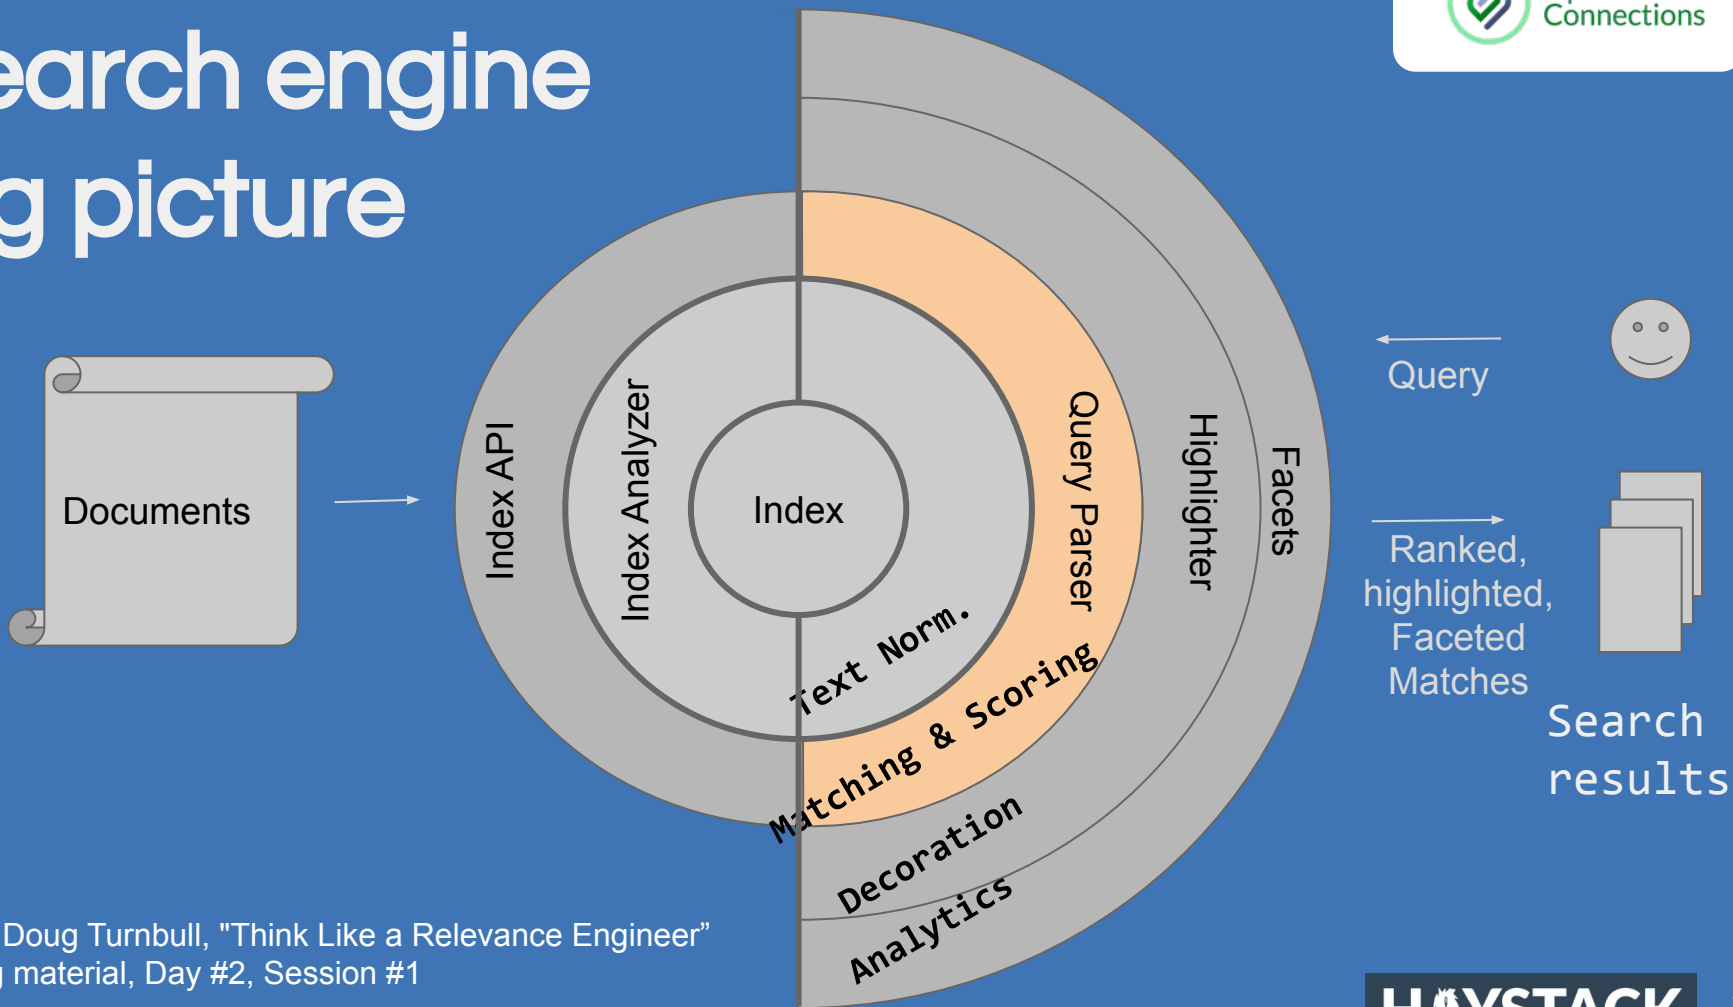 earch engine
g picture
Connections
Documents
Index API
Index Analyzer
Index
Query Parser
Highlighter
Facets
Text Norm.
Matching & Scoring
Decoration
Analytics
Query
Ranked,
highlighted,
Faceted
Matches
Search
results
Doug Turnbull, "Think Like a Relevance Engineer”
g material, Day #2, Session #1
HAYSTACK